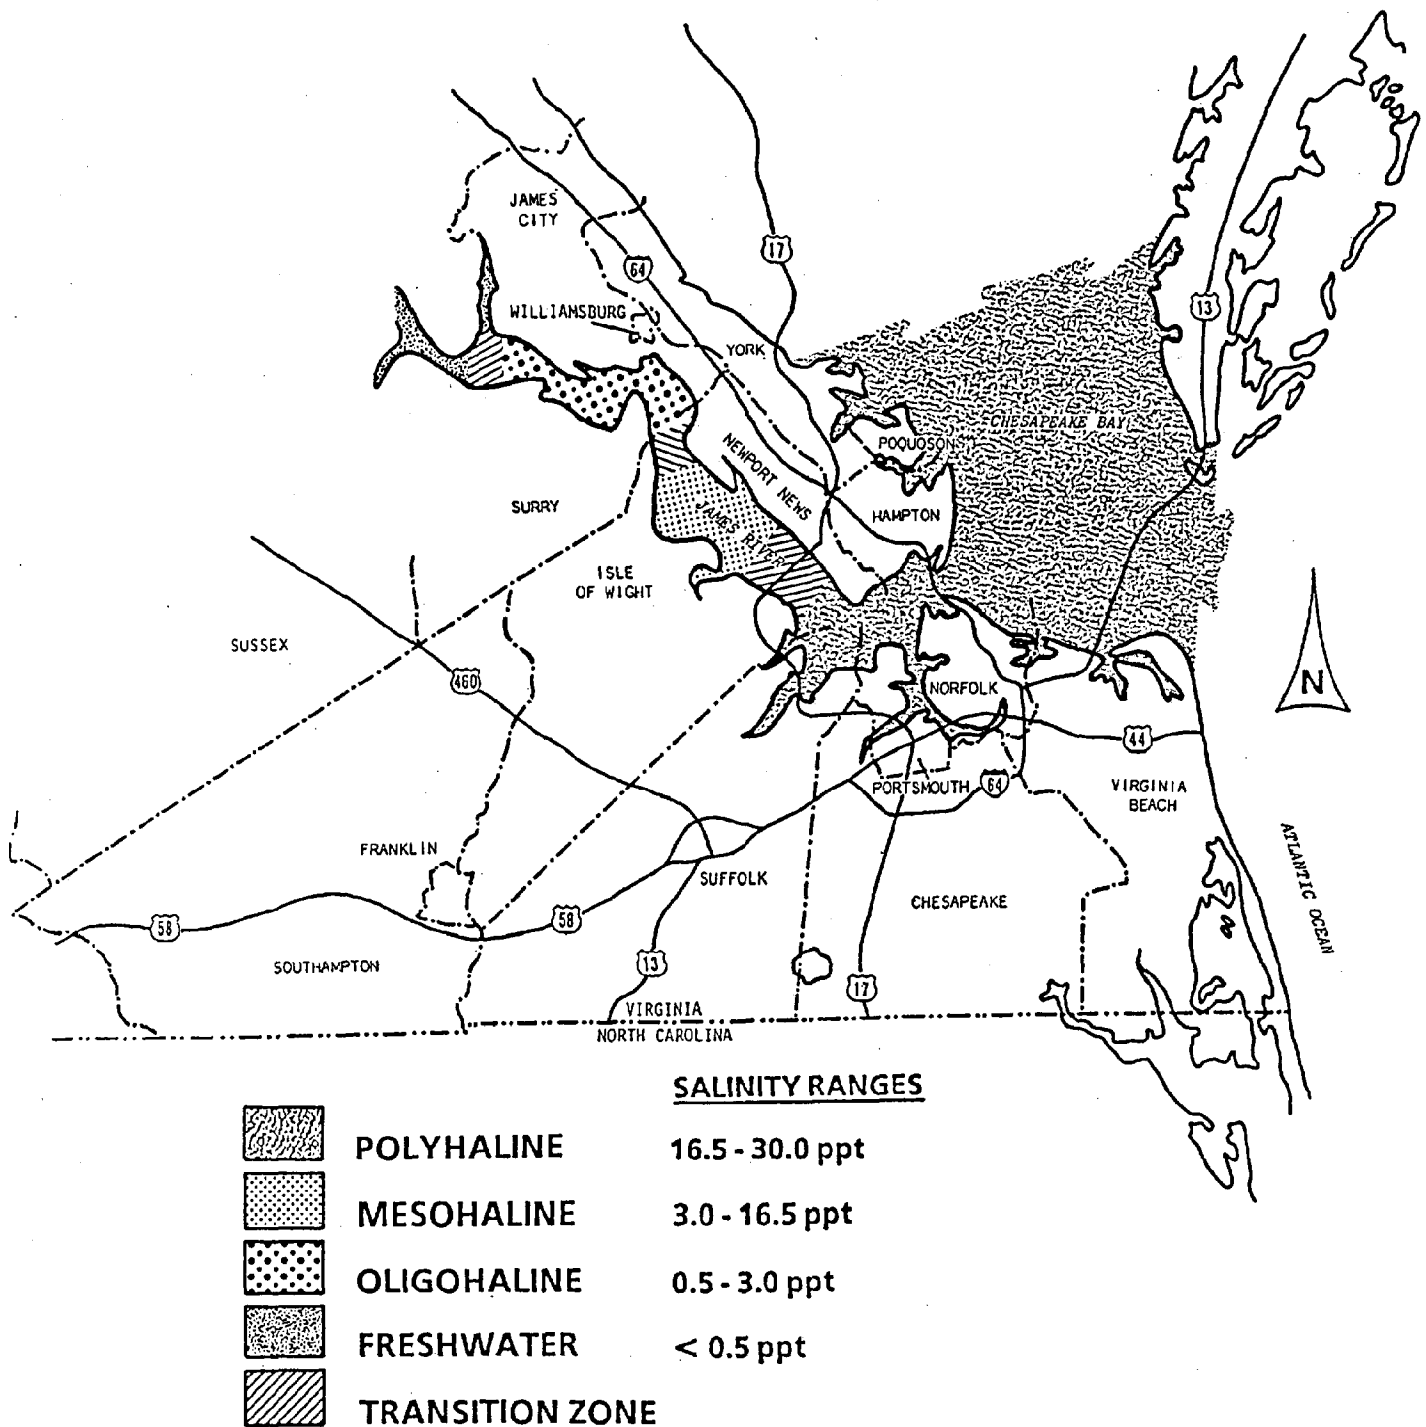 JAMES
CITY
17
64
WILLIAMSBURG
13
YORK
CHESAPEAKE BAY
POQUOSON
NEWPORT NEWS
HAMPTON
JAMES RIVER
SURRY
ISLE
OF WIGHT
SUSSEX
460
N
NORFOLK
44
PORTSMOUTH
64
VIRGINIA
BEACH
FRANKLIN
SUFFOLK
ATLANTIC OCEAN
CHESAPEAKE
58
58
SOUTHAMPTON
13
17
VIRGINIA
NORTH CAROLINA
SALINITY RANGES
POLYHALINE 16.5 - 30.0 ppt
MESOHALINE 3.0 - 16.5 ppt
OLIGOHALINE 0.5 - 3.0 ppt
FRESHWATER < 0.5 ppt
TRANSITION ZONE